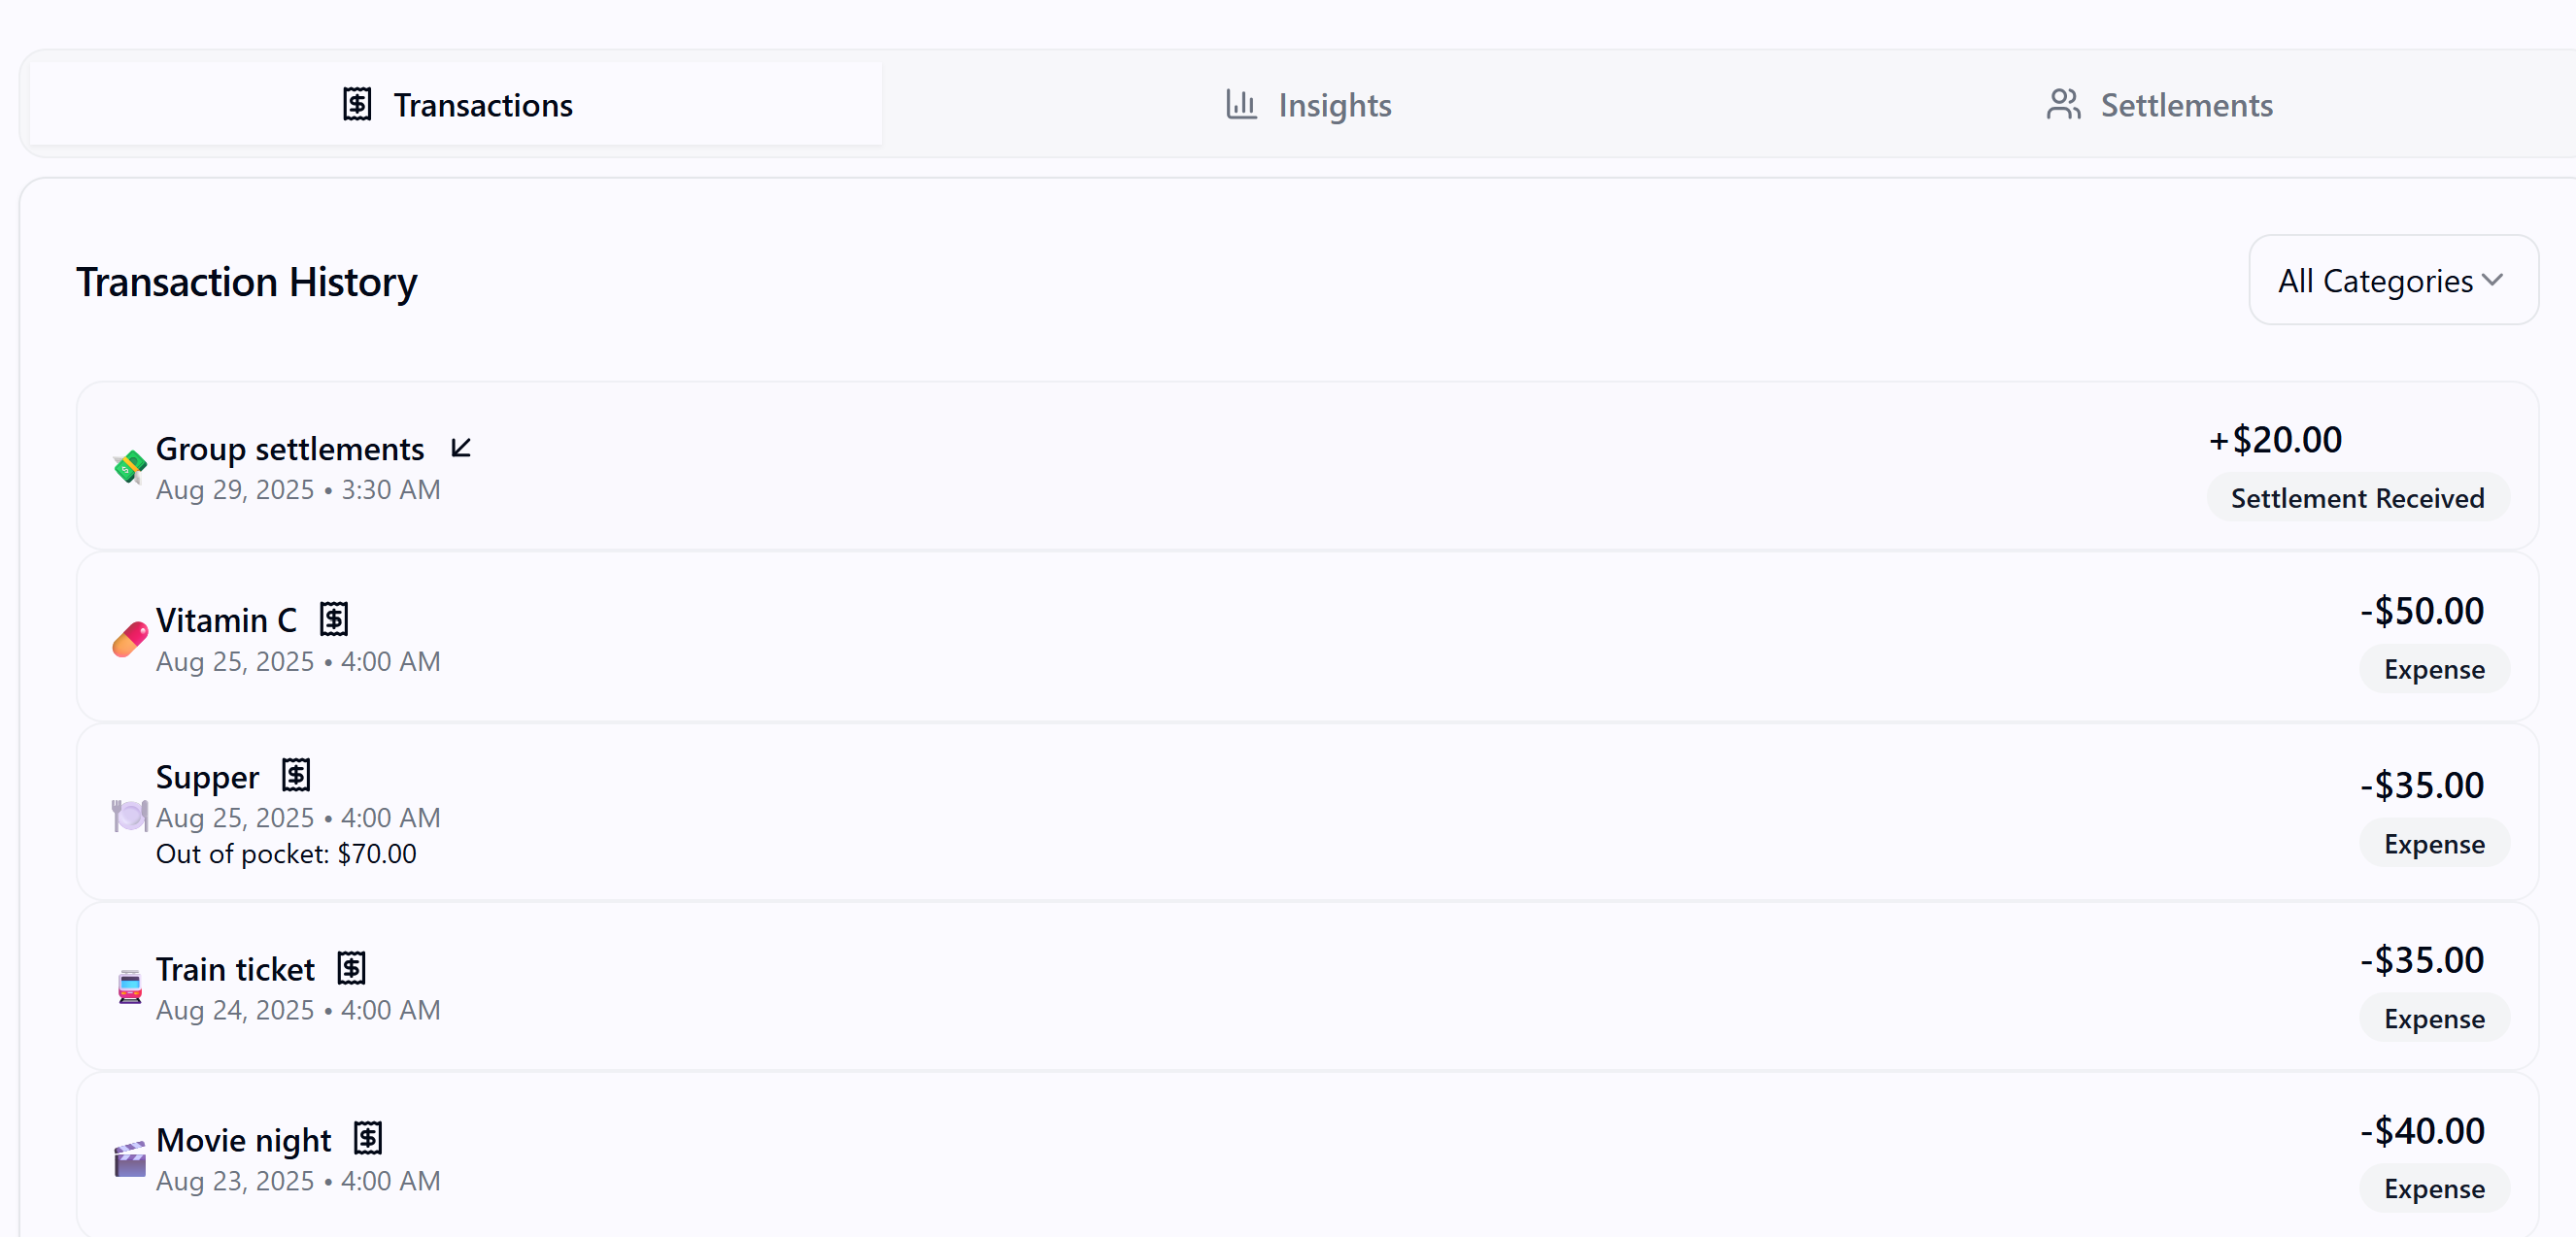 Transactions
Insights
Settlements
Transaction History
All Categories
Group settlements
Aug 29, 2025 • 3:30 AM
+$20.00
Settlement Received
Vitamin C
Aug 25, 2025 • 4:00 AM
-$50.00
Expense
Supper
Aug 25, 2025 • 4:00 AM
Out of pocket: $70.00
-$35.00
Expense
Train ticket
Aug 24, 2025 • 4:00 AM
-$35.00
Expense
Movie night
Aug 23, 2025 • 4:00 AM
-$40.00
Expense